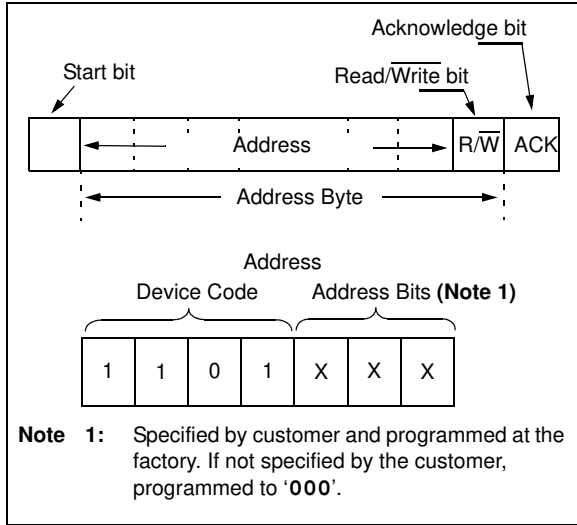 Acknowledge bit
Start bit
Read/Write bit
Address
R/W
ACK
Address Byte
Address
Device Code
Address Bits (Note 1)
1 1 0 1 X X X
Note 1: Specified by customer and programmed at the
factory. If not specified by the customer,
programmed to ‘000’.